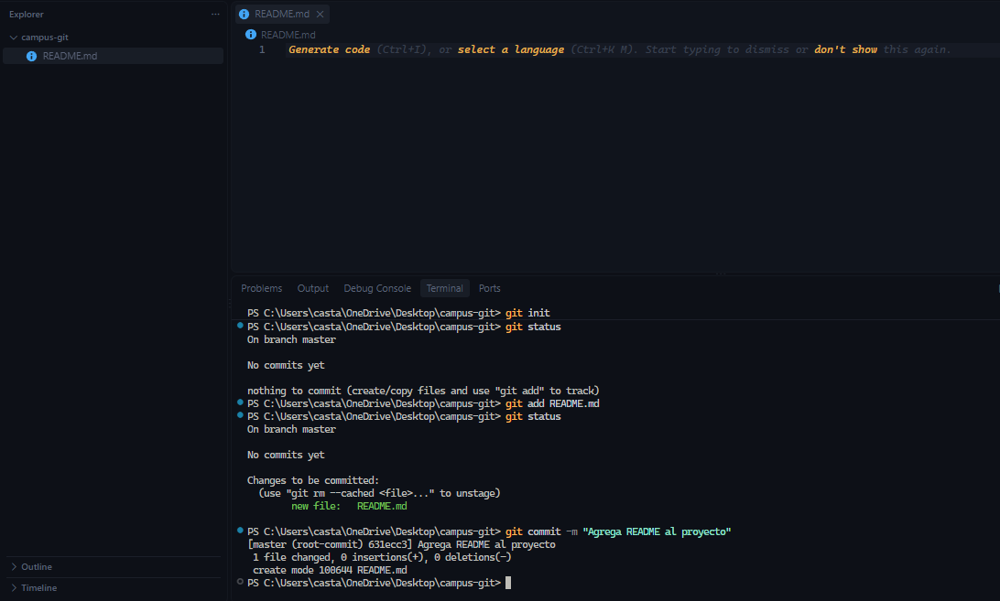 Explorer
...
campus-git
README.md
README.md
README.md
1 Generate code (Ctrl+I), or select a language (Ctrl+K M). Start typing to dismiss or don't show this again.
Problems Output Debug Console Terminal Ports
PS C:\Users\casta\OneDrive\Desktop\campus-git> git init
PS C:\Users\casta\OneDrive\Desktop\campus-git> git status
On branch master
No commits yet
nothing to commit (create/copy files and use "git add" to track)
PS C:\Users\casta\OneDrive\Desktop\campus-git> git add README.md
PS C:\Users\casta\OneDrive\Desktop\campus-git> git status
On branch master
No commits yet
Changes to be committed:
(use "git rm --cached <file>..." to unstage)
new file: README.md
PS C:\Users\casta\OneDrive\Desktop\campus-git> git commit -m "Agrega README al proyecto"
[master (root-commit) 631ecc3] Agrega README al proyecto
1 file changed, 0 insertions(+), 0 deletions(-)
create mode 100644 README.md
PS C:\Users\casta\OneDrive\Desktop\campus-git>
Outline
Timeline